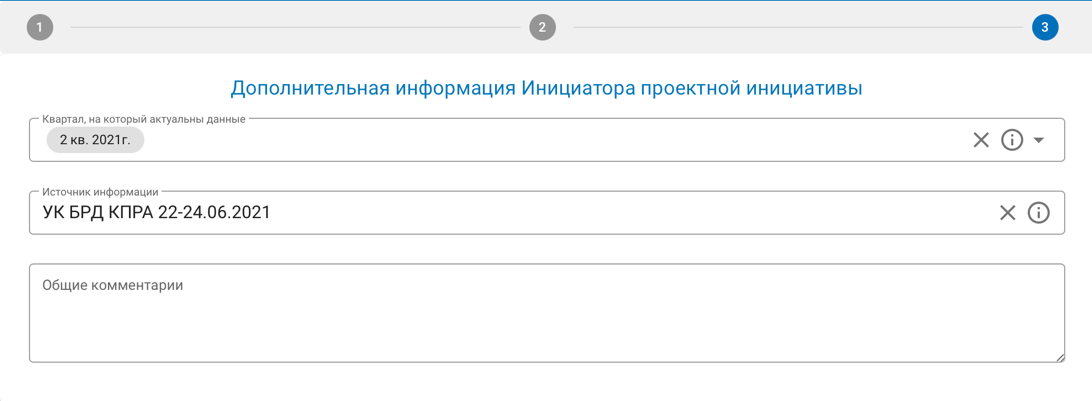 1
2
3
Дополнительная информация Инициатора проектной инициативы
Квартал, на который актуальны данные
2 кв. 2021г.
Источник информации
УК БРД КПРА 22-24.06.2021
Общие комментарии